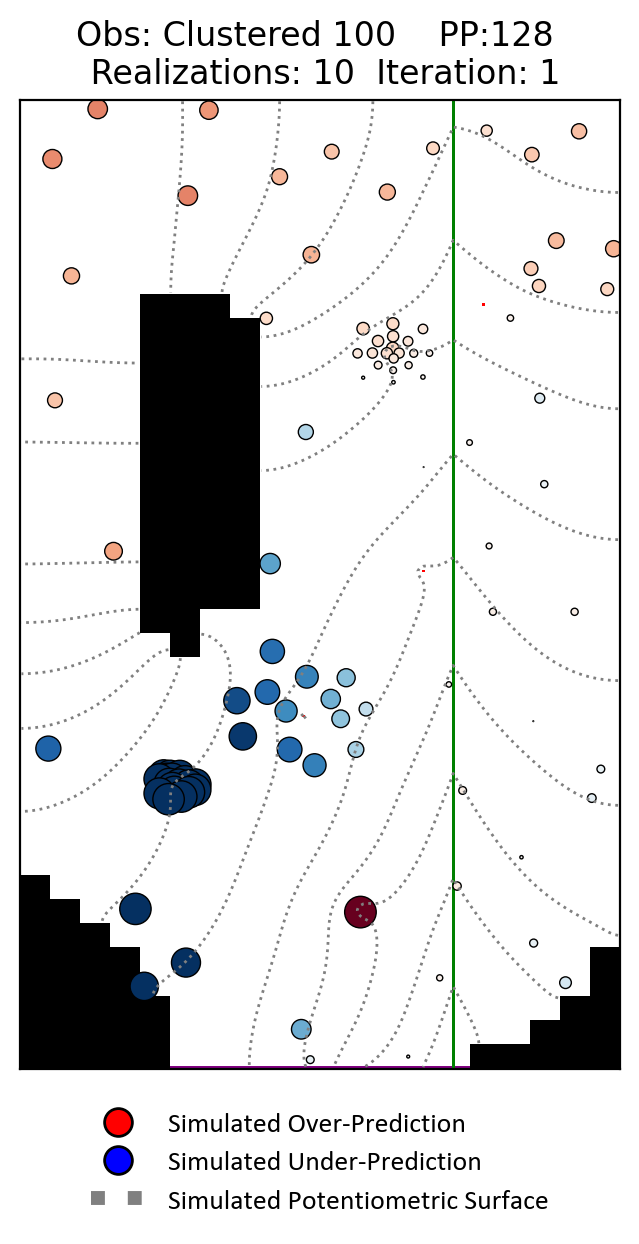 Obs: Clustered 100 PP:128
Realizations: 10 Iteration: 1
Simulated Over-Prediction
Simulated Under-Prediction
Simulated Potentiometric Surface